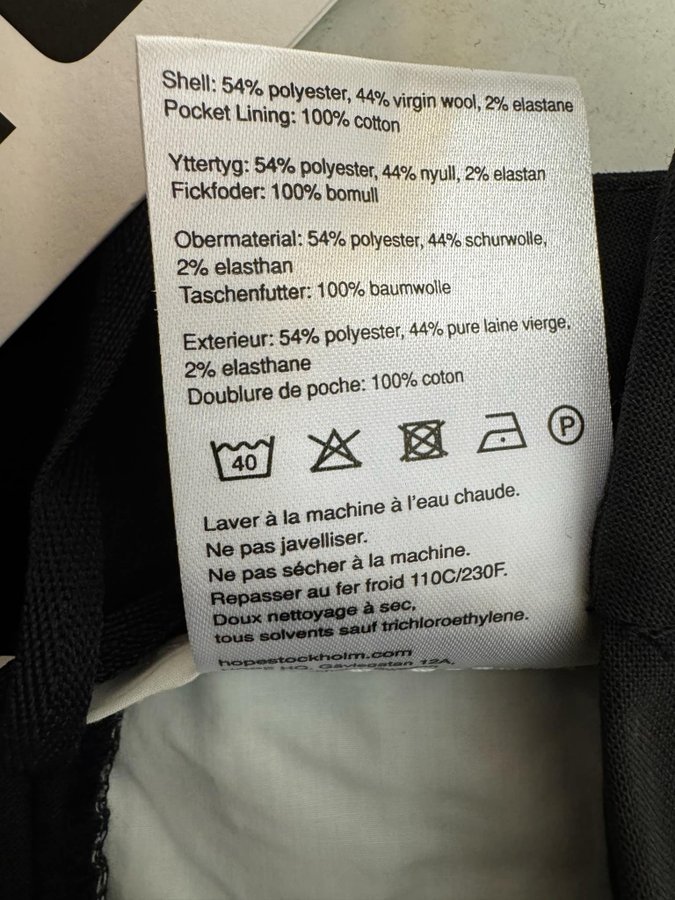 Shell: 54% polyester, 44% virgin wool, 2% elastane
Pocket Lining: 100% cotton
Yttertyg: 54% polyester, 44% nyull, 2% elastan
Fickfoder: 100% bomull
Obermaterial: 54% polyester, 44% schurwolle,
2% elasthan
Taschenfutter: 100% baumwolle
Exterieur: 54% polyester, 44% pure laine vierge,
2% elasthane
Doublure de poche: 100% coton
40 P
Laver à la machine à l'eau chaude.
Ne pas javelliser.
Ne pas sécher à la machine.
Repasser au fer froid 110C/230F.
Doux nettoyage à sec,
tous solvents sauf trichloroethylene.
hopestockholm.com
HQ, Gävlegatan 12A,